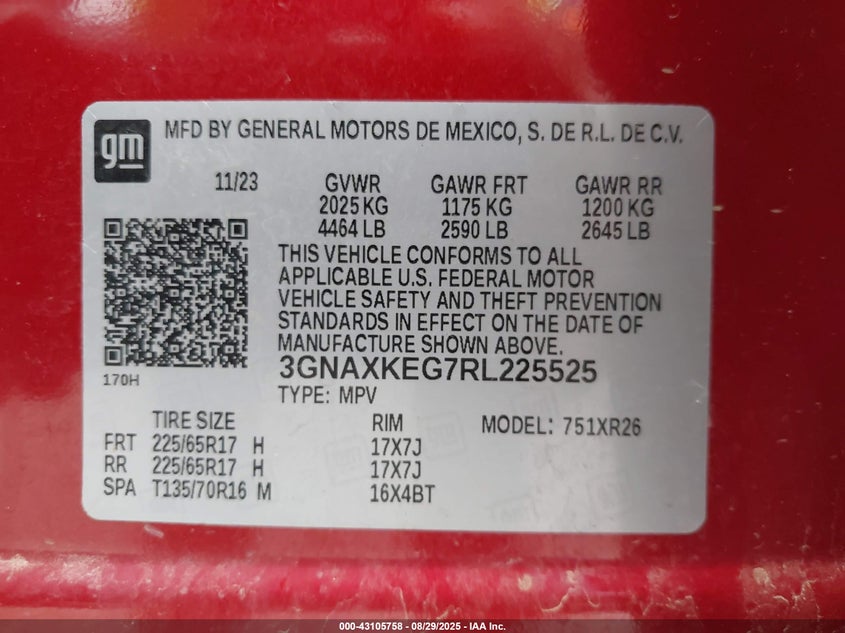 gm
MFD BY GENERAL MOTORS DE MEXICO, S. DE R.L. DE C.V.
11/23 GVWR GAWR FRT GAWR RR
2025 KG 1175 KG 1200 KG
4464 LB 2590 LB 2645 LB
THIS VEHICLE CONFORMS TO ALL
APPLICABLE U.S. FEDERAL MOTOR
VEHICLE SAFETY AND THEFT PREVENTION
STANDARDS IN EFFECT ON THE DATE OF
MANUFACTURE SHOWN ABOVE.
170H
3GNAXKEG7RL225525
TYPE: MPV
TIRE SIZE RIM MODEL: 751XR26
FRT 225/65R17 H 17X7J
RR 225/65R17 H 17X7J
SPA T135/70R16 M 16X4BT
000-43105758 - 08/29/2025 - IAA Inc.